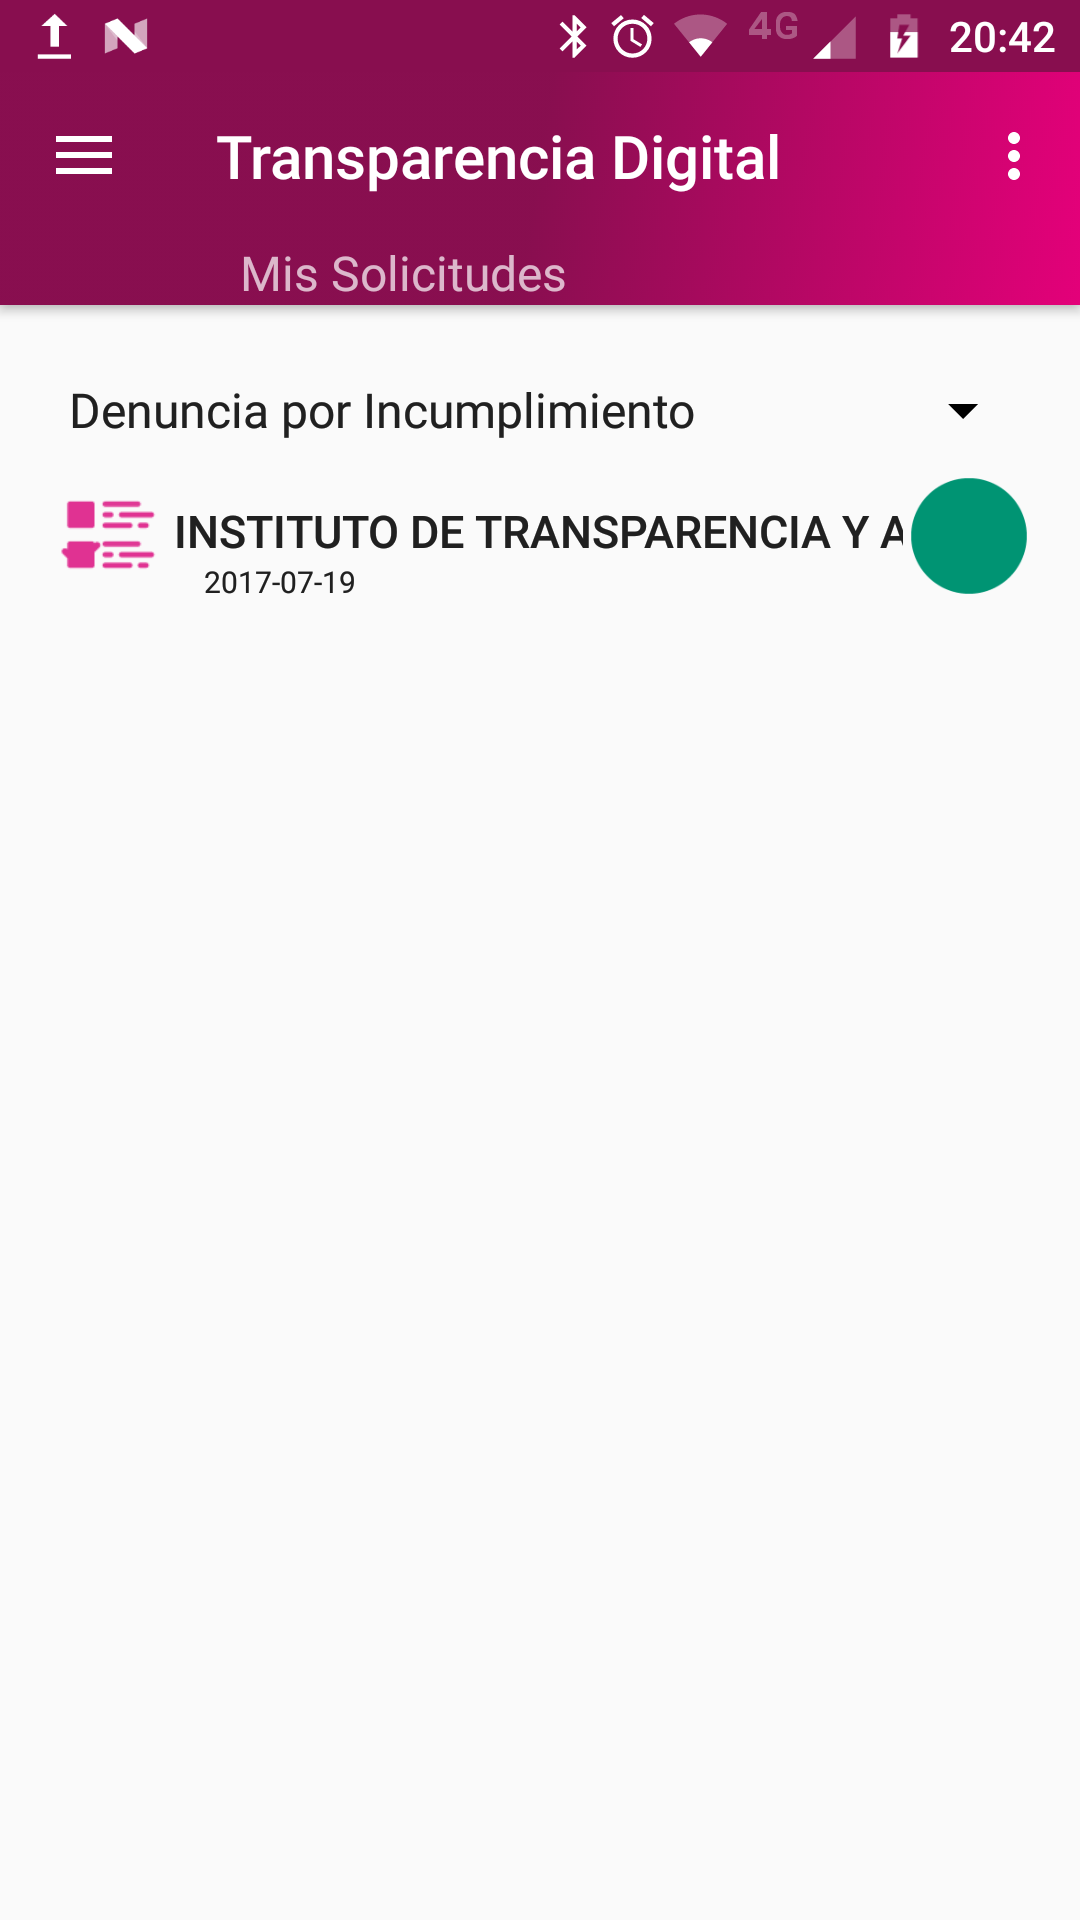 4G 20:42
Transparencia Digital
Mis Solicitudes
Denuncia por Incumplimiento
INSTITUTO DE TRANSPARENCIA Y A
2017-07-19